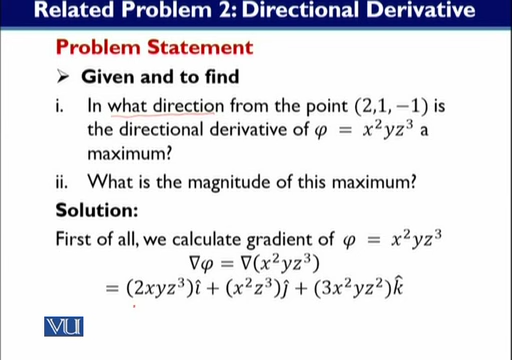 Related Problem 2: Directional Derivative
Problem Statement
➤ Given and to find
i. In what direction from the point (2,1,−1) is
the directional derivative of φ = x²yz³ a
maximum?
ii. What is the magnitude of this maximum?
Solution:
First of all, we calculate gradient of φ = x²yz³
∇φ = ∇(x²yz³)
= (2xyz³)î + (x²z³)ĵ + (3x²yz²)k̂
VU